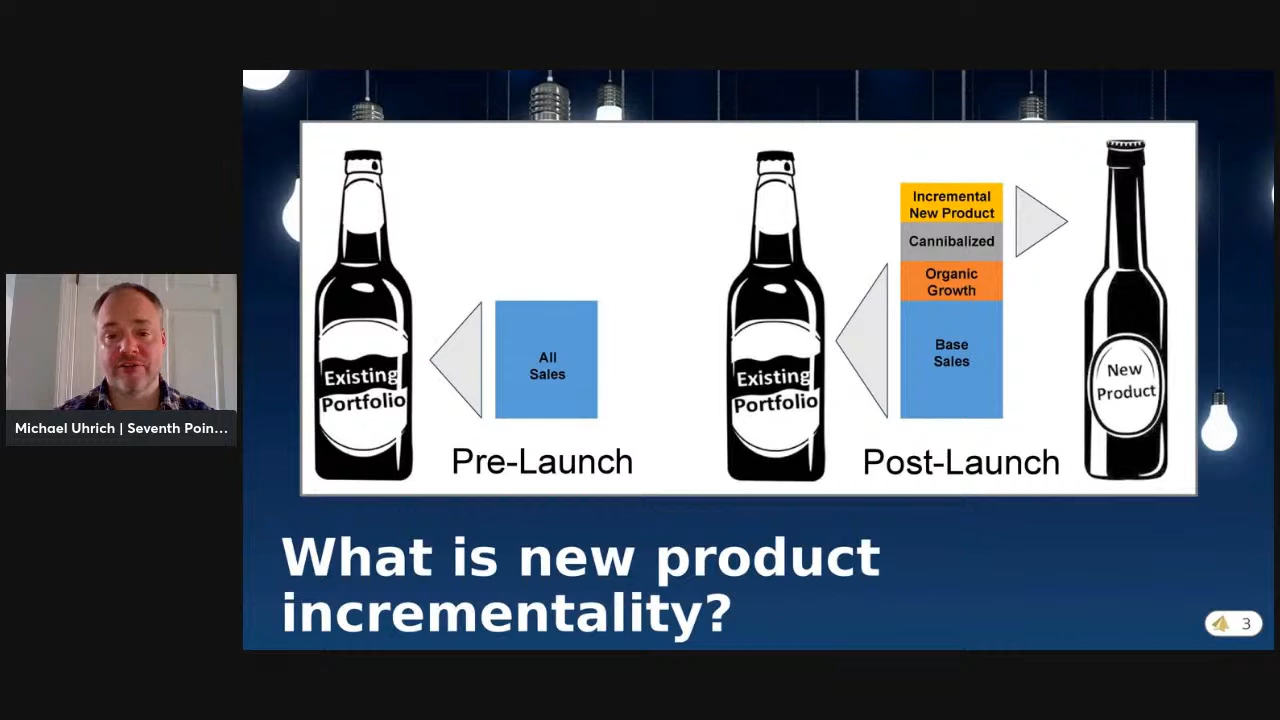 Michael Uhrich | Seventh Poin...
Existing
Portfolio
All
Sales
Pre-Launch
Existing
Portfolio
Incremental
New Product
Cannibalized
Organic
Growth
Base
Sales
Post-Launch
New
Product
What is new product
incrementality?
3